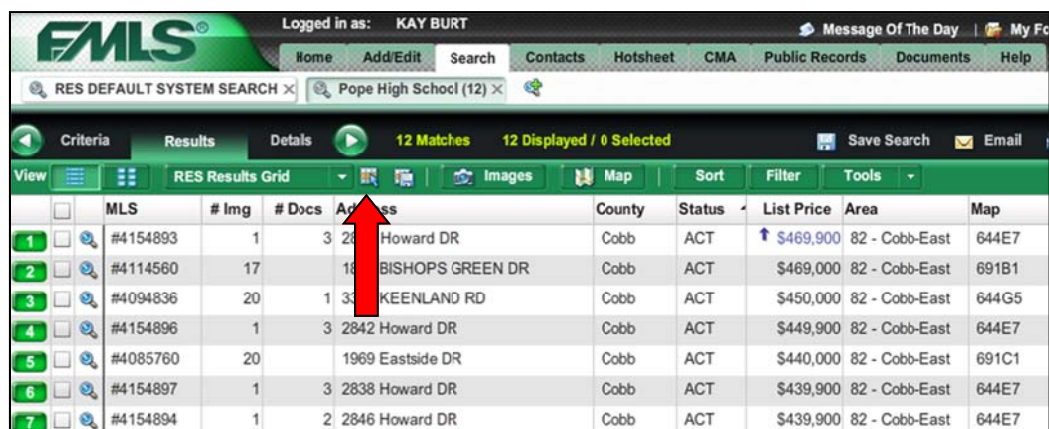 FMLS®
Logged in as: KAY BURT
Message Of The Day | My Fo
Home Add/Edit Search Contacts Hotsheet CMA Public Records Documents Help
RES DEFAULT SYSTEM SEARCH × Pope High School (12) ×
Criteria Results Details 12 Matches 12 Displayed / 0 Selected Save Search Email
View RES Results Grid Images Map Sort Filter Tools
MLS # Img # Docs County Status List Price Area Map
1 #4154893 1 3 Howard DR Cobb ACT $469,900 82 - Cobb-East 644E7
2 #4114560 17 BISHOPS GREEN DR Cobb ACT $469,000 82 - Cobb-East 691B1
3 #4094836 20 1 KEENLAND RD Cobb ACT $450,000 82 - Cobb-East 644G5
4 #4154896 1 3 2842 Howard DR Cobb ACT $449,900 82 - Cobb-East 644E7
5 #4085760 20 1969 Eastside DR Cobb ACT $440,000 82 - Cobb-East 691C1
6 #4154897 1 3 2838 Howard DR Cobb ACT $439,900 82 - Cobb-East 644E7
7 #4154894 1 2 2846 Howard DR Cobb ACT $439,900 82 - Cobb-East 644E7